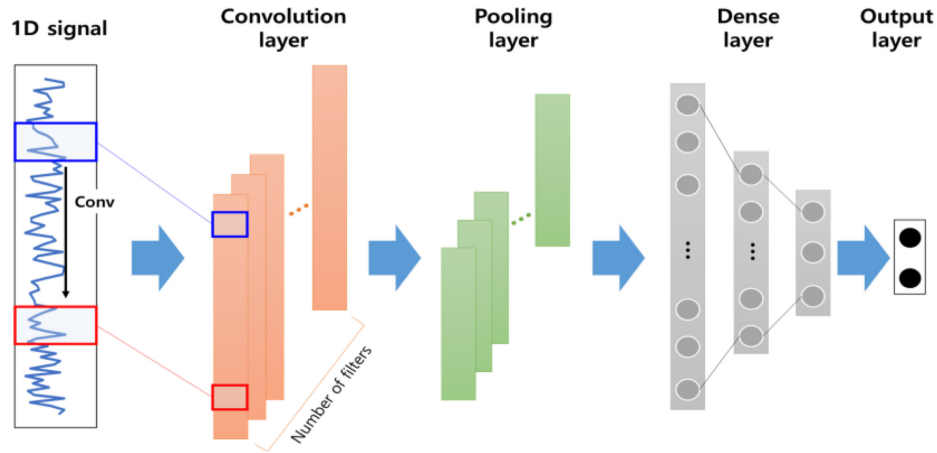 1D signal
Convolution
layer
Pooling
layer
Dense
layer
Output
layer
Conv
Number of filters